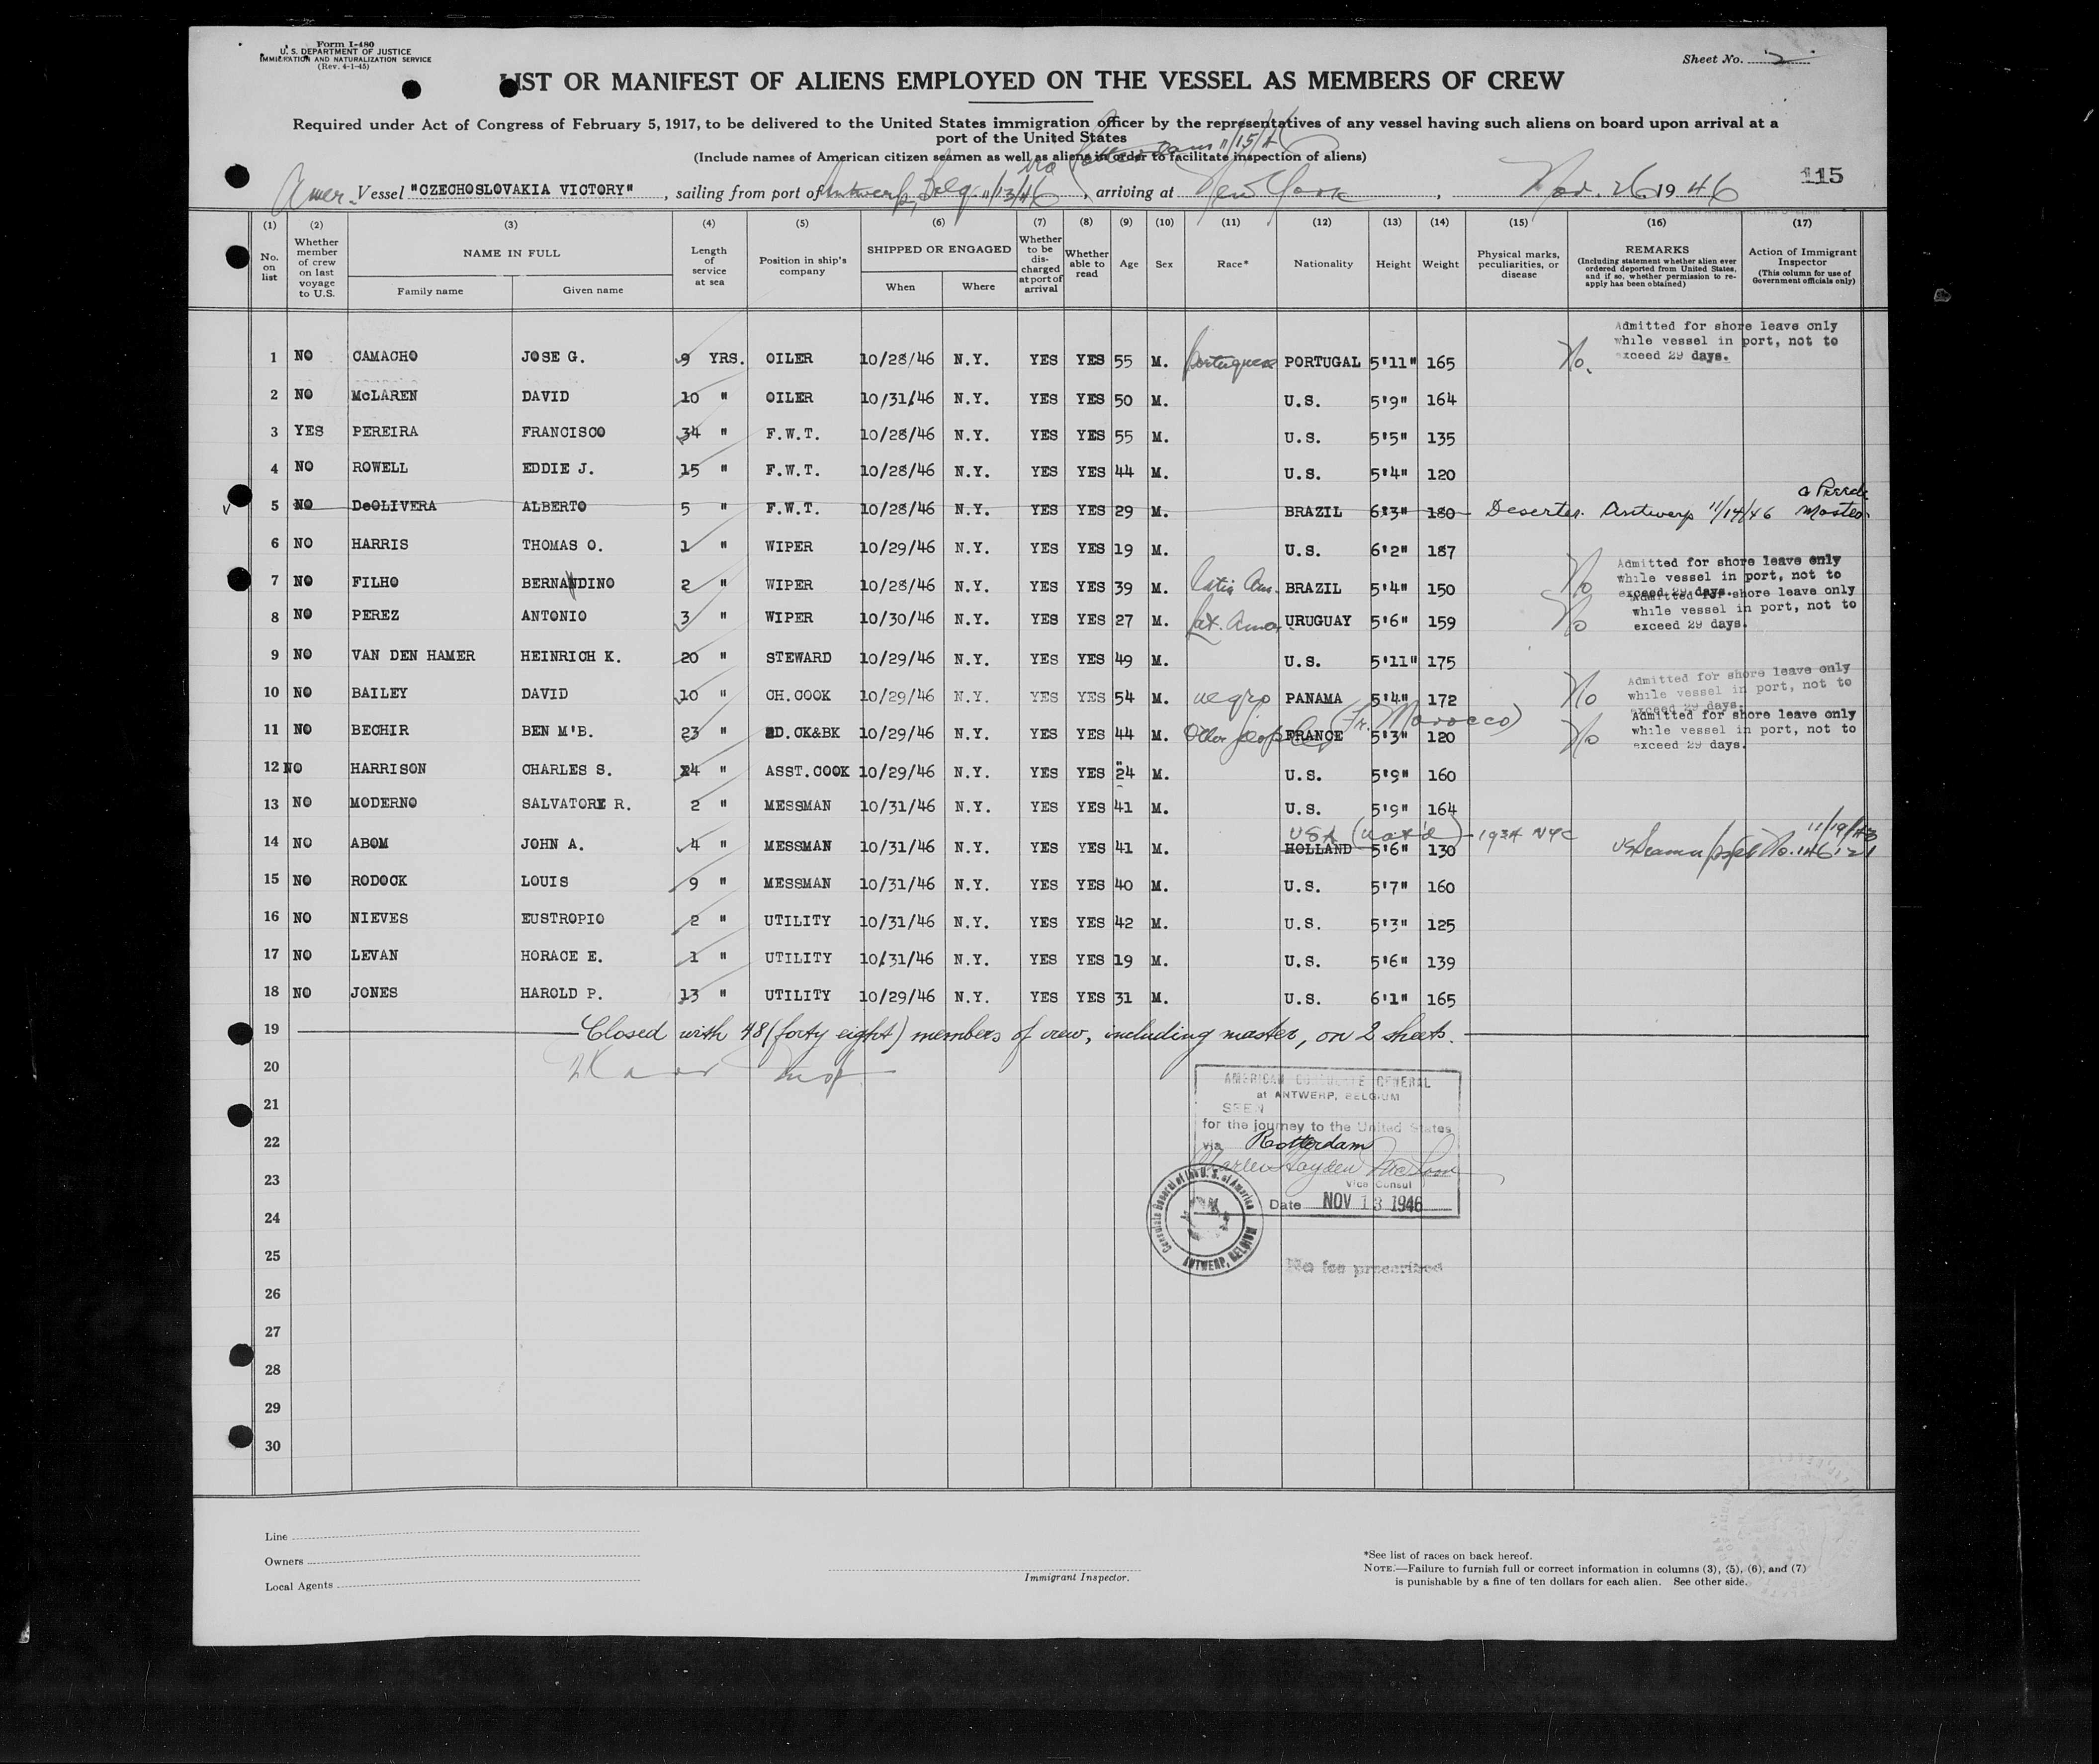 Form I-480
U. S. DEPARTMENT OF JUSTICE
IMMIGRATION AND NATURALIZATION SERVICE
(Rev. 4-1-45)
Sheet No. 2
LIST OR MANIFEST OF ALIENS EMPLOYED ON THE VESSEL AS MEMBERS OF CREW
Required under Act of Congress of February 5, 1917, to be delivered to the United States immigration officer by the representatives of any vessel having such aliens on board upon arrival at a
port of the United States
(Include names of American citizen seamen as well as aliens in order to facilitate inspection of aliens)
via Rotterdam 11/15/46
115
Amer. Vessel "CZECHOSLOVAKIA VICTORY", sailing from port of Antwerp, Belg. 11/13/46, arriving at New York, Nov. 26 1946
(1) (2) (3) (4) (5) (6) (7) (8) (9) (10) (11) (12) (13) (14) (15) (16) (17)
No. on list
Whether member of crew on last voyage to U.S.
NAME IN FULL
Family name
Given name
Length of service at sea
Position in ship's company
SHIPPED OR ENGAGED
When
Where
Whether to be discharged at port of arrival
Whether able to read
Age
Sex
Race*
Nationality
Height
Weight
Physical marks, peculiarities, or disease
REMARKS
(Including statement whether alien ever ordered deported from United States, and if so, whether permission to re-apply has been obtained)
Action of Immigrant Inspector
(This column for use of Government officials only)
1 NO CAMACHO JOSE G. 9 YRS. OILER 10/28/46 N.Y. YES YES 55 M. Portuguese PORTUGAL 5'11" 165 No. Admitted for shore leave only while vessel in port, not to exceed 29 days.
2 NO McLAREN DAVID 10 " OILER 10/31/46 N.Y. YES YES 50 M. U.S. 5'9" 164
3 YES PEREIRA FRANCISCO 34 " F.W.T. 10/28/46 N.Y. YES YES 55 M. U.S. 5'5" 135
4 NO ROWELL EDDIE J. 15 " F.W.T. 10/28/46 N.Y. YES YES 44 M. U.S. 5'4" 120
5 NO DeOLIVERA ALBERTO 5 " F.W.T. 10/28/46 N.Y. YES YES 29 M. BRAZIL 6'3" 180 Deserter. Antwerp 11/14/46 Master
6 NO HARRIS THOMAS O. 1 " WIPER 10/29/46 N.Y. YES YES 19 M. U.S. 6'2" 187
7 NO FILHO BERNANDINO 2 " WIPER 10/28/46 N.Y. YES YES 39 M. Latin Am. BRAZIL 5'4" 150 No Admitted for shore leave only while vessel in port, not to exceed 29 days.
8 NO PEREZ ANTONIO 3 " WIPER 10/30/46 N.Y. YES YES 27 M. Lat. Amer. URUGUAY 5'6" 159 No Admitted for shore leave only while vessel in port, not to exceed 29 days.
9 NO VAN DEN HAMER HEINRICH K. 20 " STEWARD 10/29/46 N.Y. YES YES 49 M. U.S. 5'11" 175
10 NO BAILEY DAVID 10 " CH. COOK 10/29/46 N.Y. YES YES 54 M. negro PANAMA 5'4" 172 No Admitted for shore leave only while vessel in port, not to exceed 29 days.
11 NO BECHIR BEN M'B. 23 " 2D. CK&BK 10/29/46 N.Y. YES YES 44 M. Other peoples FRANCE (Fr. Morocco) 5'3" 120 No Admitted for shore leave only while vessel in port, not to exceed 29 days.
12 NO HARRISON CHARLES S. 24 " ASST. COOK 10/29/46 N.Y. YES YES 24 M. U.S. 5'9" 160
13 NO MODERNO SALVATORE R. 2 " MESSMAN 10/31/46 N.Y. YES YES 41 M. U.S. 5'9" 164
14 NO ABOM JOHN A. 4 " MESSMAN 10/31/46 N.Y. YES YES 41 M. USA (nat'd) - 1934 NYC HOLLAND 5'6" 130 11/19/43 No. 146121
15 NO RODOCK LOUIS 9 " MESSMAN 10/31/46 N.Y. YES YES 40 M. U.S. 5'7" 160
16 NO NIEVES EUSTROPIO 2 " UTILITY 10/31/46 N.Y. YES YES 42 M. U.S. 5'3" 125
17 NO LEVAN HORACE E. 1 " UTILITY 10/31/46 N.Y. YES YES 19 M. U.S. 5'6" 139
18 NO JONES HAROLD P. 13 " UTILITY 10/29/46 N.Y. YES YES 31 M. U.S. 6'1" 165
19 Closed with 48 (forty eight) members of crew, including master, on 2 sheets.
20
21
22
23
24
25
26
27
28
29
30
AMERICAN CONSULATE GENERAL
at ANTWERP, BELGIUM
SEEN
for the journey to the United States
via Rotterdam
Vice Consul
Date NOV 13 1946
Consulate General of the U. S. of America
ANTWERP, BELGIUM
No fee prescribed
Line
Owners
Local Agents
Immigrant Inspector.
*See list of races on back hereof.
NOTE.—Failure to furnish full or correct information in columns (3), (5), (6), and (7)
is punishable by a fine of ten dollars for each alien. See other side.